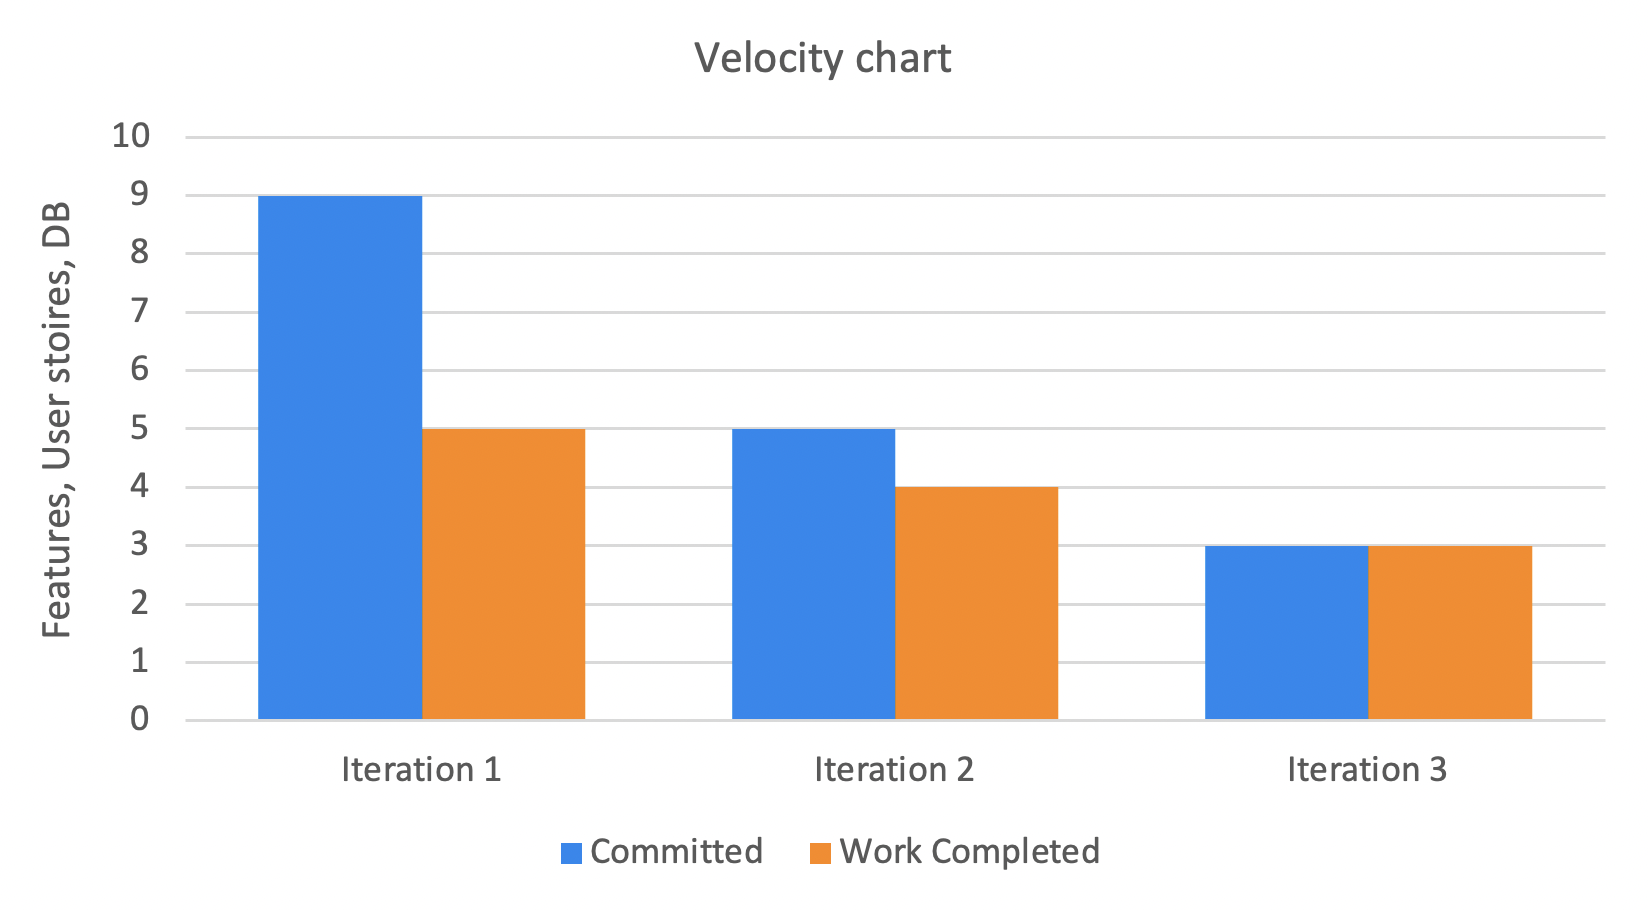 Velocity chart
Features, User stoires, DB
10
9
8
7
6
5
4
3
2
1
0
Iteration 1 Iteration 2 Iteration 3
Committed Work Completed